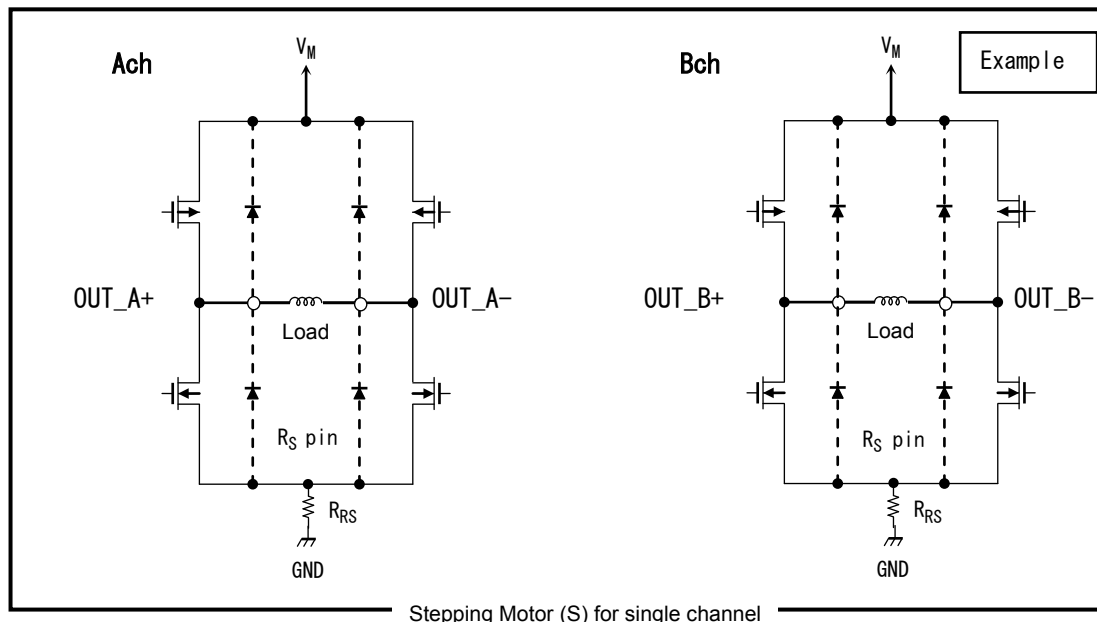 Ach
V_M
Bch
V_M
Example
OUT_A+
OUT_A-
Load
OUT_B+
OUT_B-
Load
R_S pin
R_S pin
R_RS
R_RS
GND
GND
Stepping Motor (S) for single channel